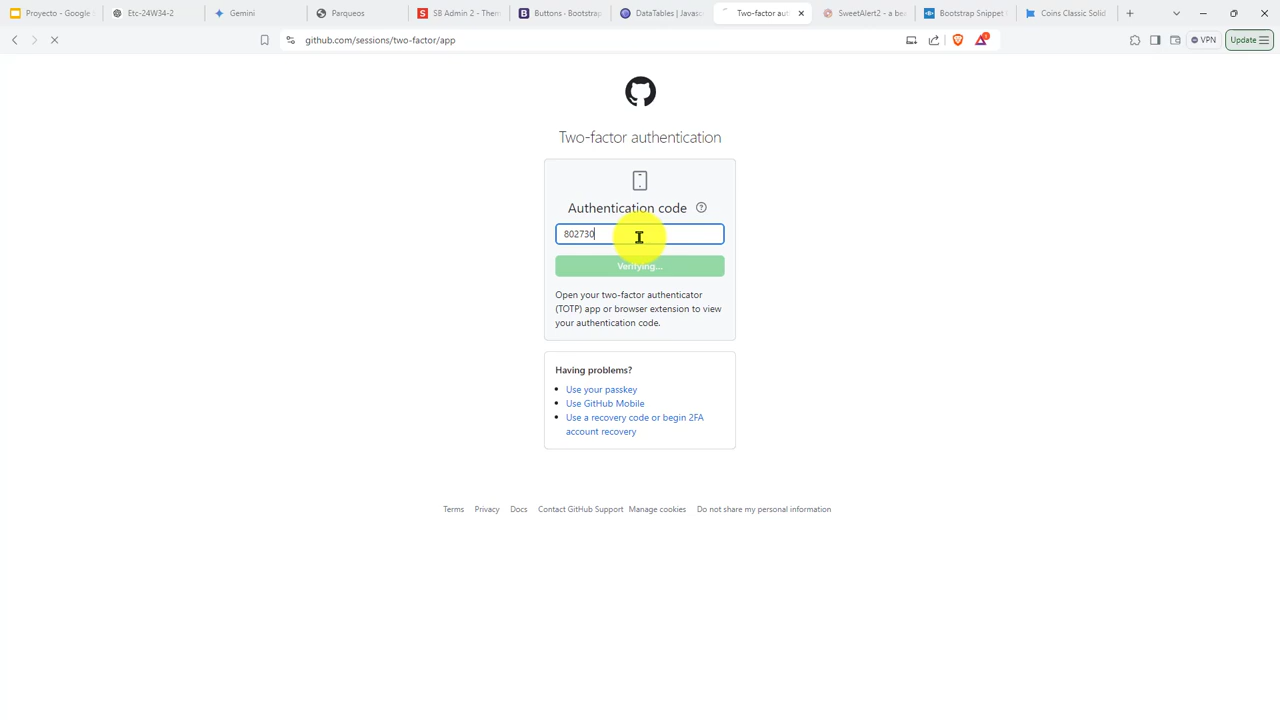 Proyecto - Google
Etc-24W34-2
Gemini
Parqueos
SB Admin 2 - Them
Buttons - Bootstrap
DataTables | Javasc
Two-factor aut
SweetAlert2 - a be
Bootstrap Snippet
Coins Classic Solid
github.com/sessions/two-factor/app
1
VPN
Update
Two-factor authentication
Authentication code
802730
Verifying...
Open your two-factor authenticator
(TOTP) app or browser extension to view
your authentication code.
Having problems?
Use your passkey
Use GitHub Mobile
Use a recovery code or begin 2FA
account recovery
Terms Privacy Docs Contact GitHub Support Manage cookies Do not share my personal information